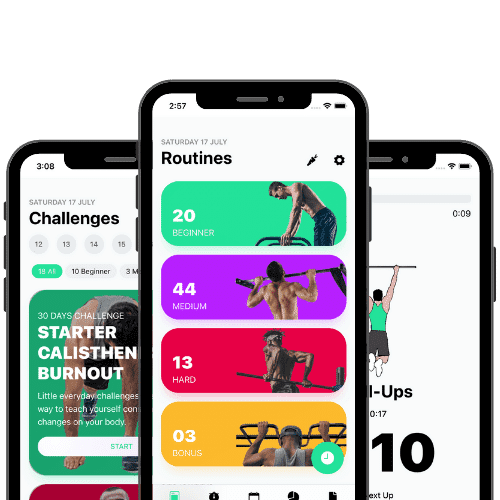 3:08
SATURDAY 17 JULY
Challenges
12 13 14 15
18 All 10 Beginner 3 M
30 DAYS CHALLENGE
STARTER
CALISTHEN
BURNOUT
Little everyday challenges
way to teach yourself con
changes on your body.
START
2:57
SATURDAY 17 JULY
Routines
20
BEGINNER
44
MEDIUM
13
HARD
03
BONUS
0:09
l-Ups
0:17
10
ext Up